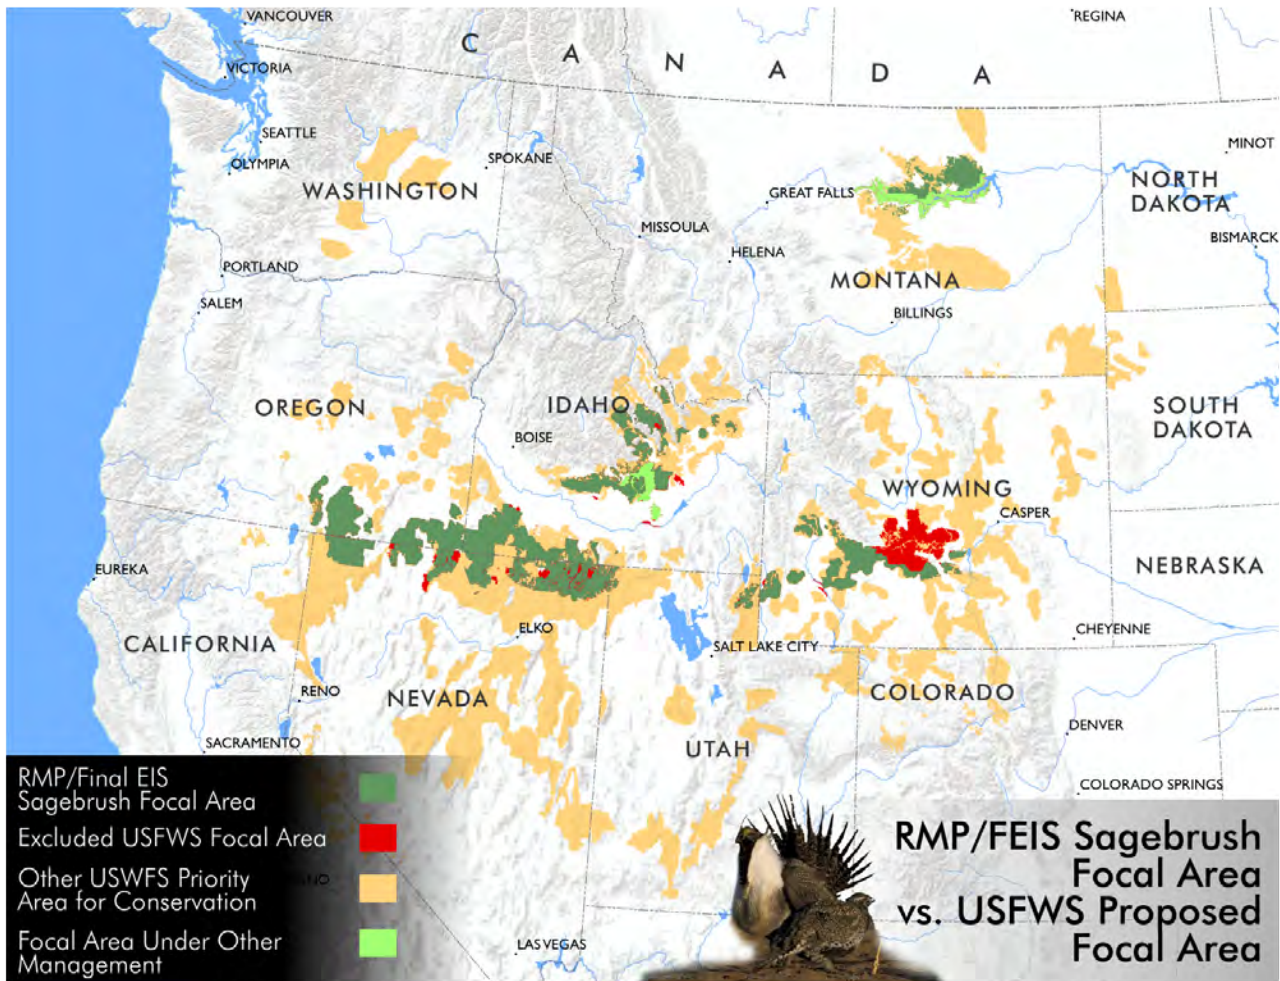 VANCOUVER
REGINA
C A N A D A
VICTORIA
SEATTLE
MINOT
OLYMPIA
SPOKANE
WASHINGTON
GREAT FALLS
NORTH
DAKOTA
MISSOULA
BISMARCK
HELENA
PORTLAND
MONTANA
SALEM
BILLINGS
OREGON
IDAHO
SOUTH
DAKOTA
BOISE
WYOMING
CASPER
EUREKA
NEBRASKA
ELKO
CHEYENNE
CALIFORNIA
SALT LAKE CITY
RENO
NEVADA
COLORADO
DENVER
SACRAMENTO
UTAH
COLORADO SPRINGS
RMP/Final EIS
Sagebrush Focal Area
Excluded USFWS Focal Area
Other USWFS Priority
Area for Conservation
Focal Area Under Other
Management
LAS VEGAS
RMP/FEIS Sagebrush
Focal Area
vs. USFWS Proposed
Focal Area